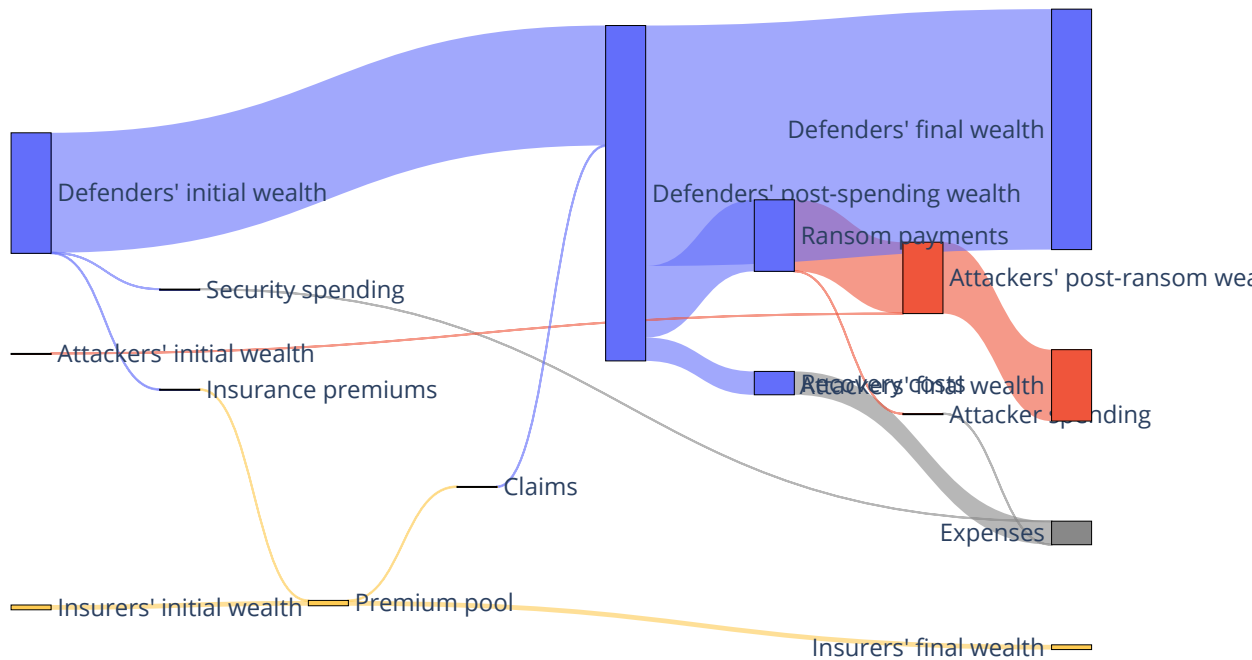 Defenders' final wealth
Defenders' initial wealth
Defenders' post-spending wealth
Ransom payments
Attackers' post-ransom wea
Security spending
Attackers' initial wealth
Insurance premiums
Recovery costs
Attackers' final wealth
Attacker spending
Claims
Expenses
Insurers' initial wealth
Premium pool
Insurers' final wealth